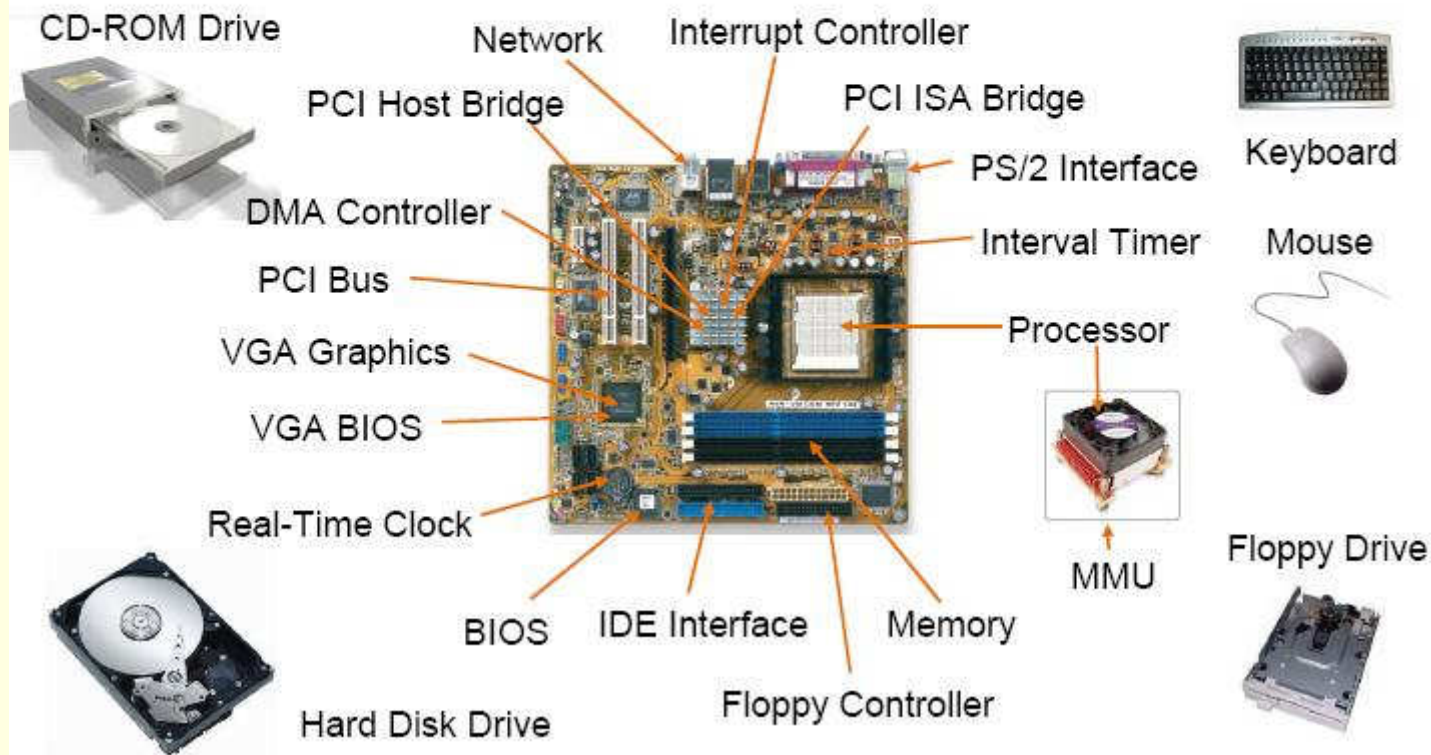 CD-ROM Drive
Network
Interrupt Controller
PCI Host Bridge
PCI ISA Bridge
Keyboard
PS/2 Interface
DMA Controller
Interval Timer
Mouse
PCI Bus
Processor
VGA Graphics
VGA BIOS
Real-Time Clock
MMU
Floppy Drive
BIOS
IDE Interface
Memory
Floppy Controller
Hard Disk Drive